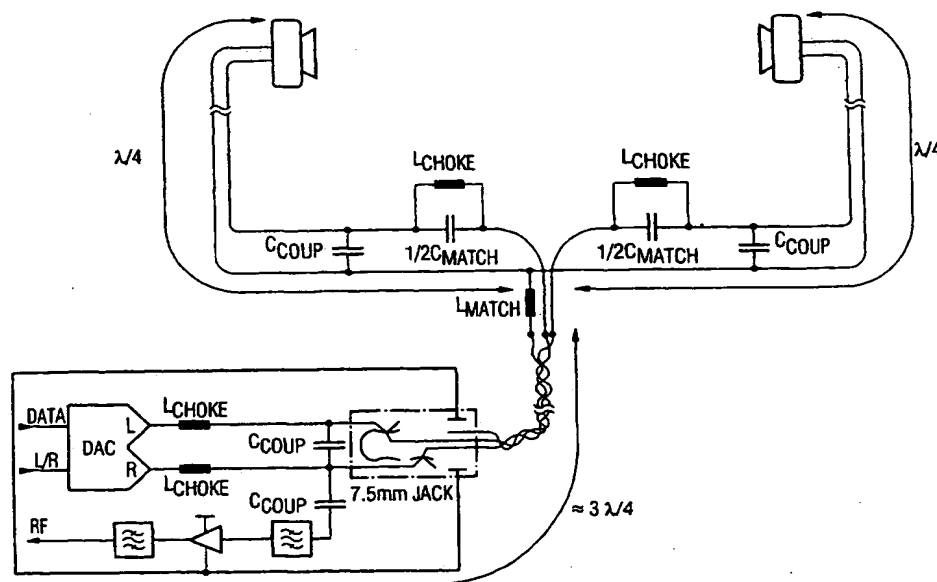 λ/4
LCHOKE
LCHOKE
λ/4
CCOUP
1/2CMATCH
1/2CMATCH
CCOUP
LMATCH
DATA
LCHOKE
L
DAC
CCOUP
L/R
R
LCHOKE
7.5mm JACK
CCOUP
RF
≈ 3 λ/4